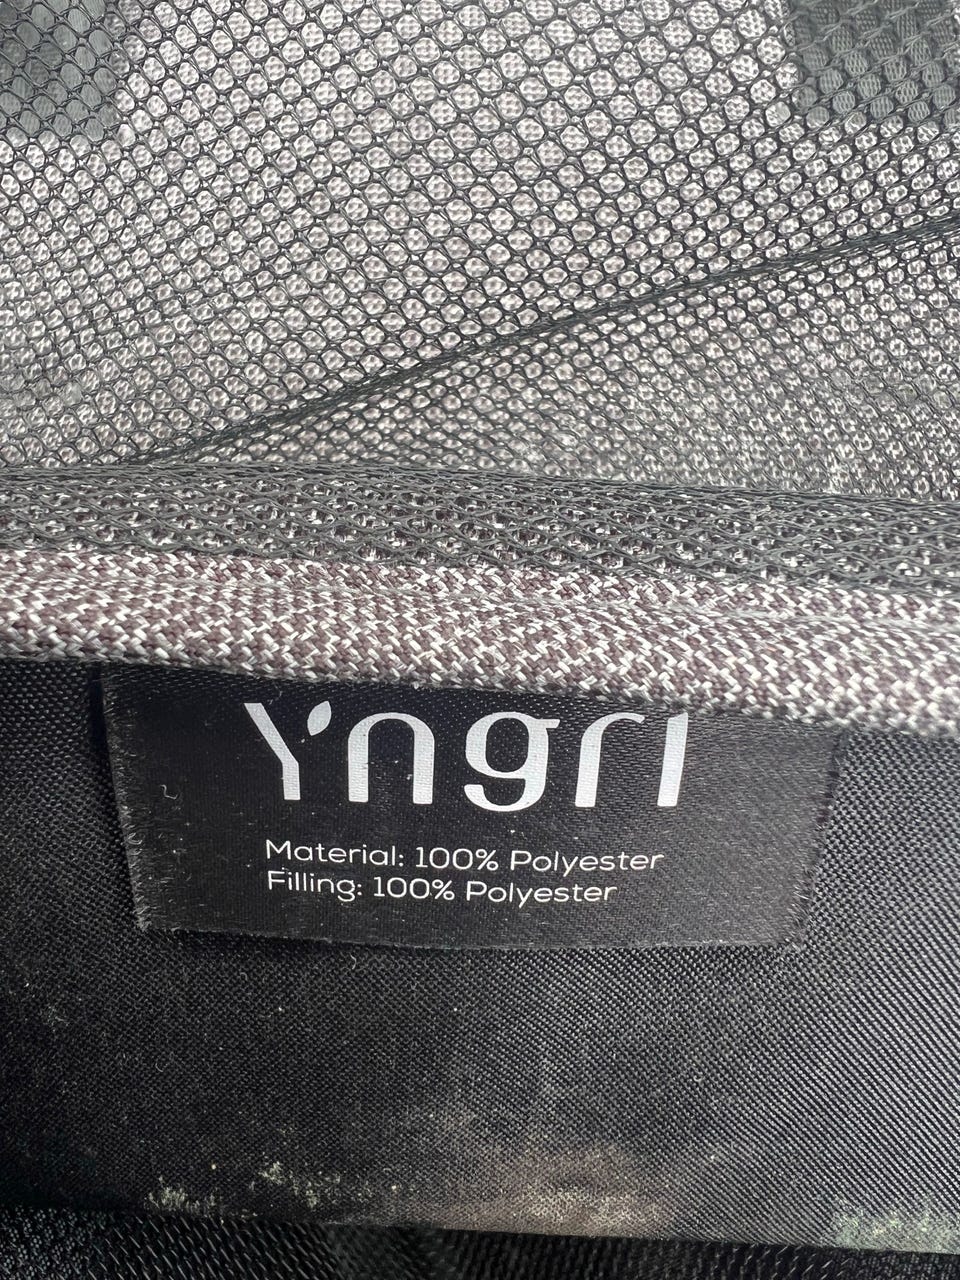 Yngri
Material: 100% Polyester
Filling: 100% Polyester